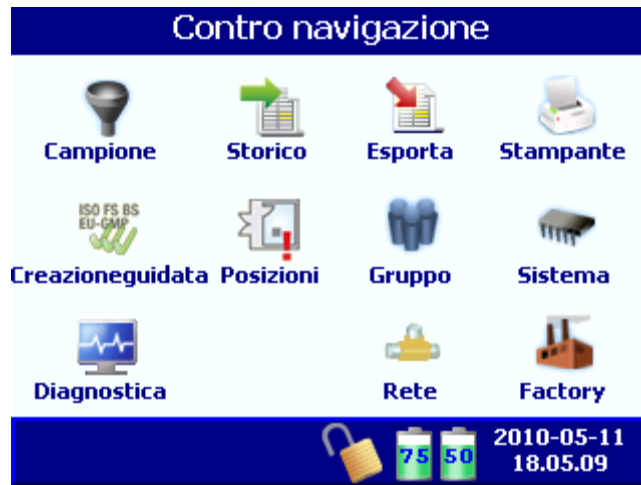 Contro navigazione
Campione Storico Esporta Stampante
ISO FS BS
EU-GMP
Creazioneguidata Posizioni Gruppo Sistema
Diagnostica Rete Factory
75 50 2010-05-11
18.05.09